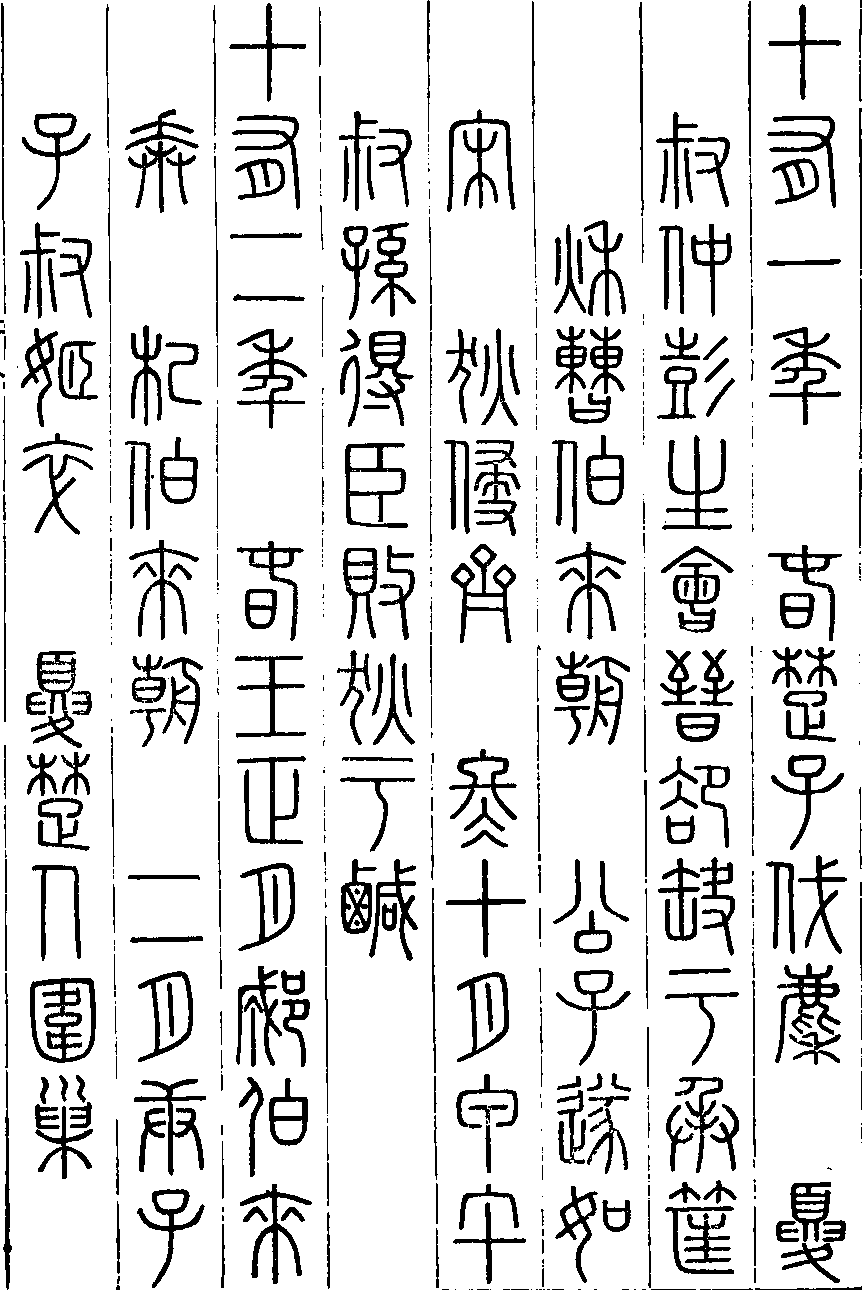 十有一年 春楚子伐麇 夏
叔仲彭生會晉郤缺于承筐
秋曹伯來朝 公子遂如
宋 狄侵齊 冬十月甲午
叔孫得臣敗狄于鹹
十有二年 春王正月郕伯來
奔 杞伯來朝 二月庚子
子叔姬卒 夏楚人圍巢